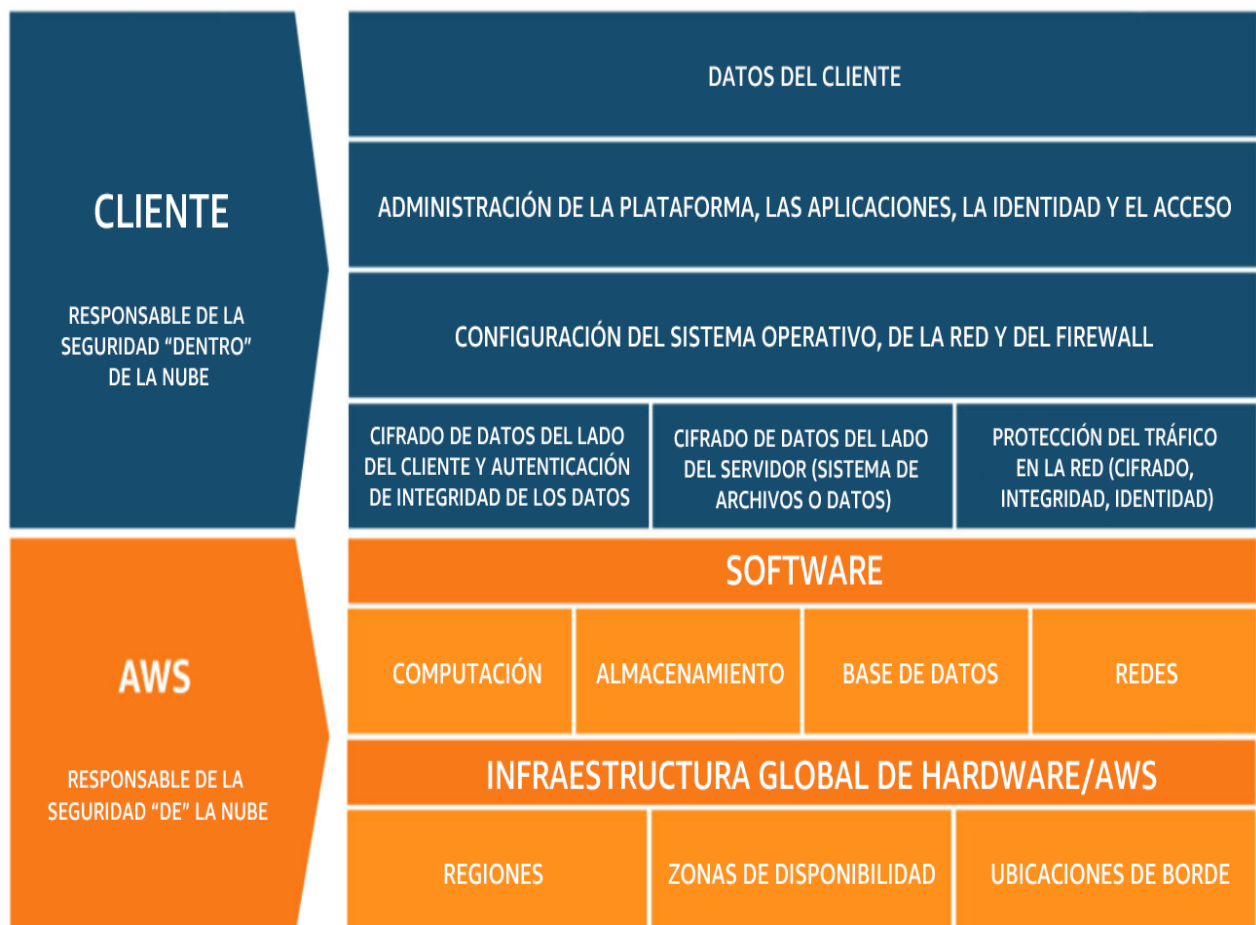 CLIENTE
RESPONSABLE DE LA
SEGURIDAD “DENTRO”
DE LA NUBE
DATOS DEL CLIENTE
ADMINISTRACIÓN DE LA PLATAFORMA, LAS APLICACIONES, LA IDENTIDAD Y EL ACCESO
CONFIGURACIÓN DEL SISTEMA OPERATIVO, DE LA RED Y DEL FIREWALL
CIFRADO DE DATOS DEL LADO
DEL CLIENTE Y AUTENTICACIÓN
DE INTEGRIDAD DE LOS DATOS
CIFRADO DE DATOS DEL LADO
DEL SERVIDOR (SISTEMA DE
ARCHIVOS O DATOS)
PROTECCIÓN DEL TRÁFICO
EN LA RED (CIFRADO,
INTEGRIDAD, IDENTIDAD)
AWS
RESPONSABLE DE LA
SEGURIDAD “DE” LA NUBE
SOFTWARE
COMPUTACIÓN
ALMACENAMIENTO
BASE DE DATOS
REDES
INFRAESTRUCTURA GLOBAL DE HARDWARE/AWS
REGIONES
ZONAS DE DISPONIBILIDAD
UBICACIONES DE BORDE